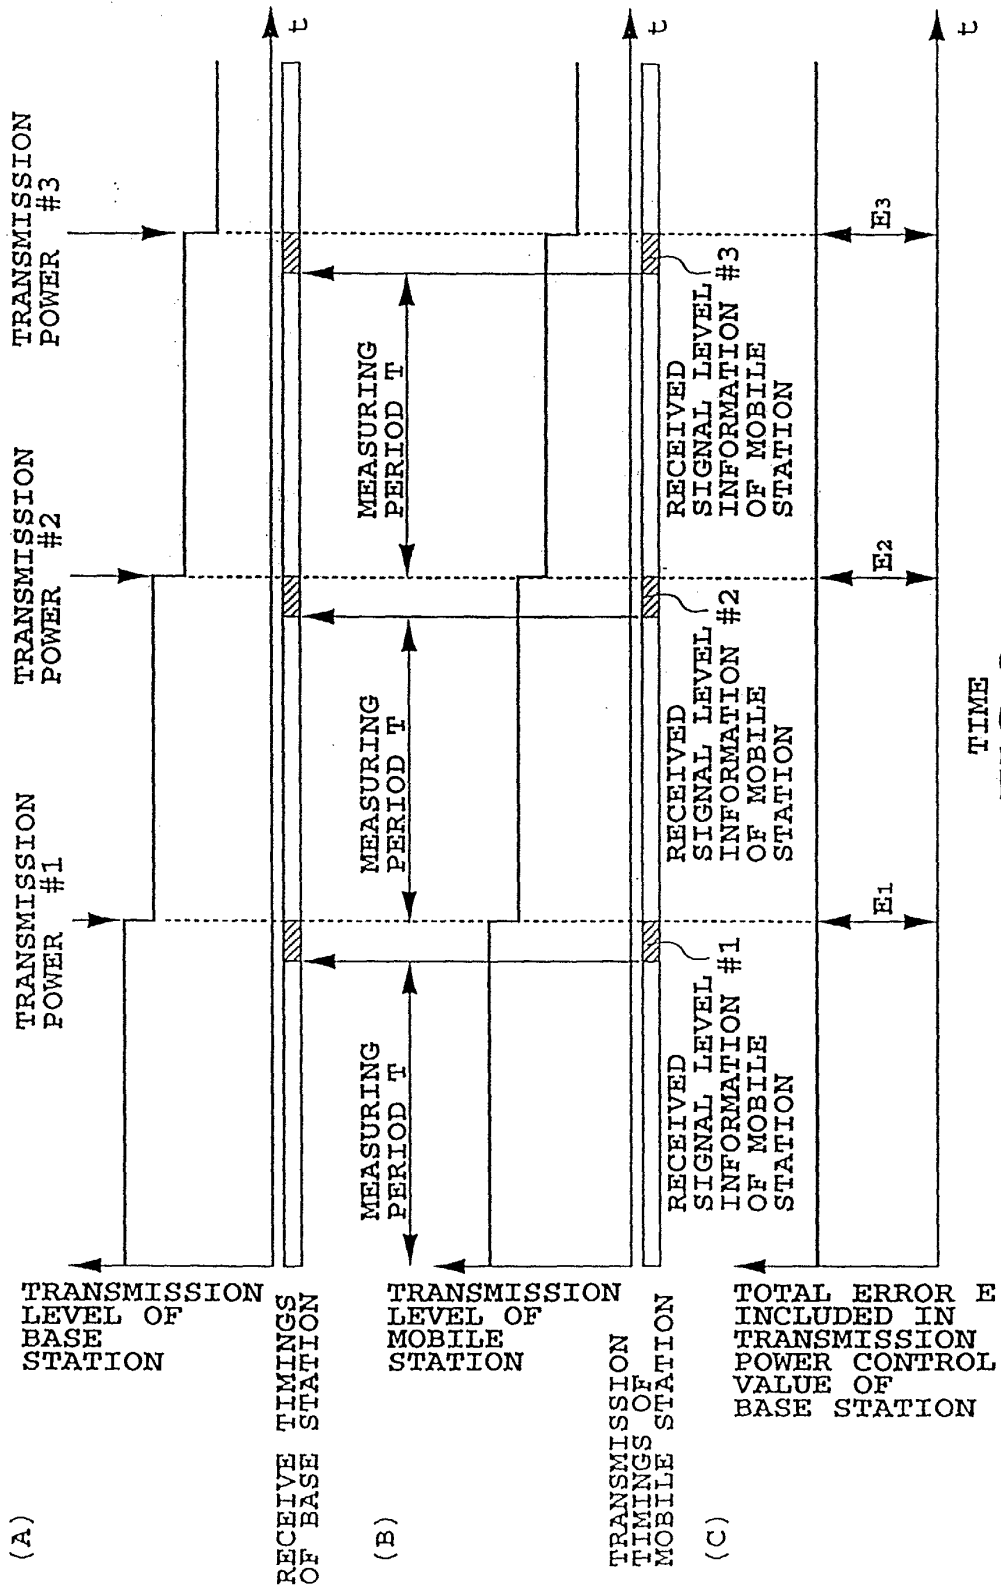 (A)
TRANSMISSION
LEVEL OF
BASE
STATION
TRANSMISSION
POWER #1
TRANSMISSION
POWER #2
TRANSMISSION
POWER #3
t
RECEIVE TIMINGS
OF BASE STATION
(B)
TRANSMISSION
LEVEL OF
MOBILE
STATION
MEASURING
PERIOD T
MEASURING
PERIOD T
MEASURING
PERIOD T
t
TRANSMISSION
TIMINGS OF
MOBILE STATION
RECEIVED
SIGNAL LEVEL
INFORMATION #1
OF MOBILE
STATION
RECEIVED
SIGNAL LEVEL
INFORMATION #2
OF MOBILE
STATION
RECEIVED
SIGNAL LEVEL
INFORMATION #3
OF MOBILE
STATION
(C)
TOTAL ERROR E
INCLUDED IN
TRANSMISSION
POWER CONTROL
VALUE OF
BASE STATION
E1
E2
E3
t
TIME